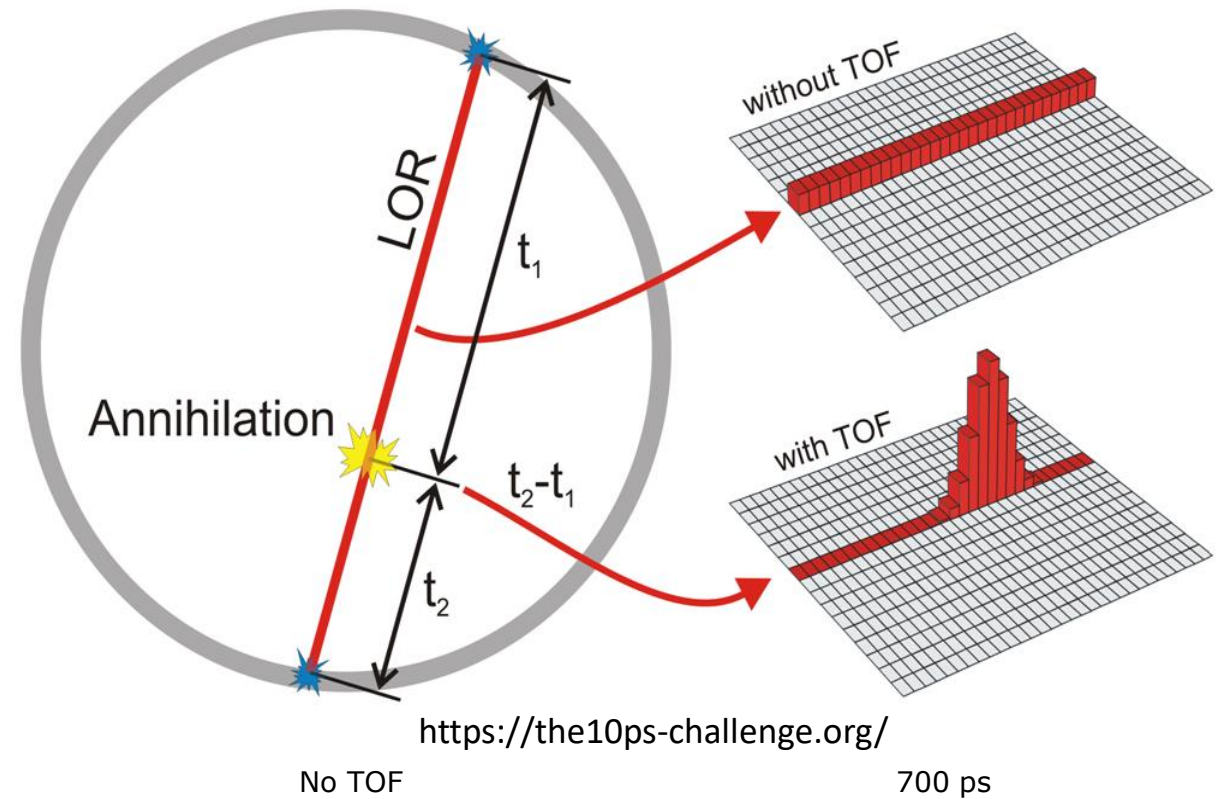 without TOF
LOR
t₁
Annihilation
with TOF
t₂-t₁
t₂
https://the10ps-challenge.org/
No TOF
700 ps